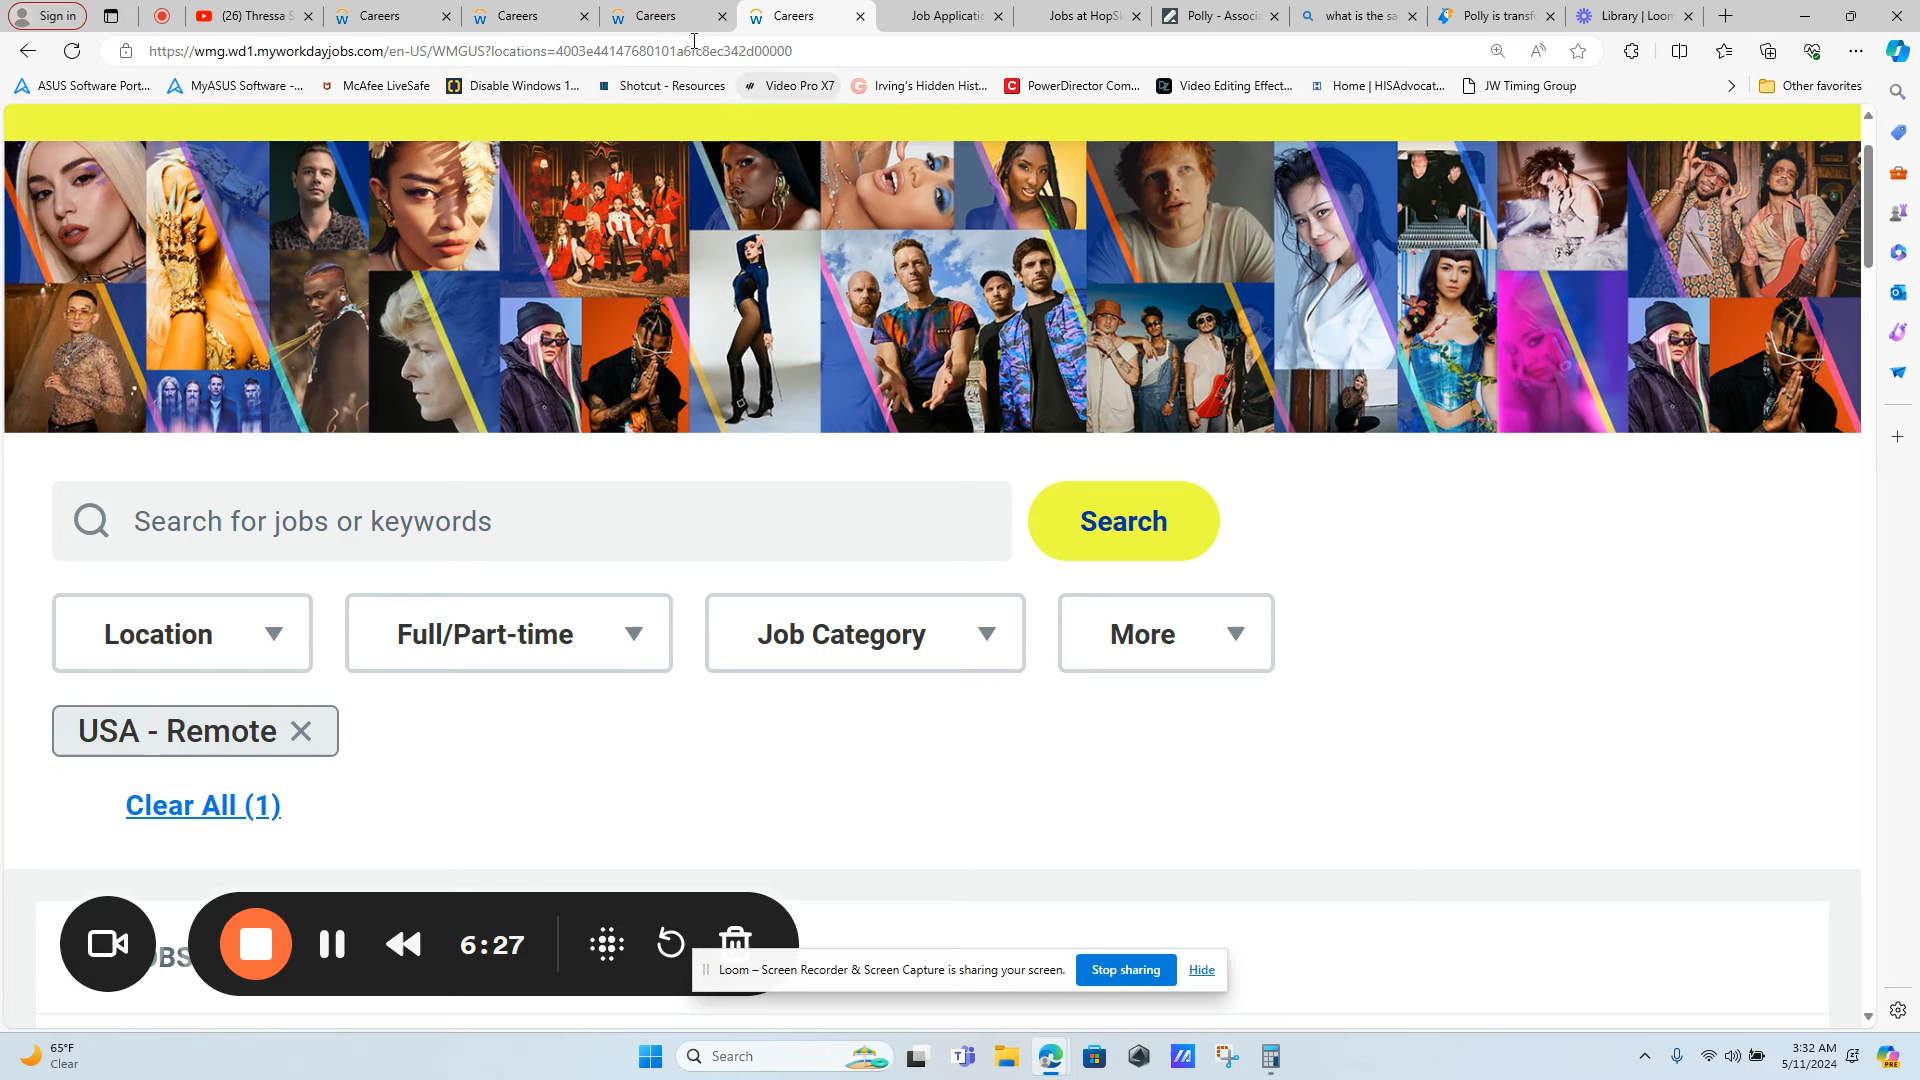 Sign in
(26) Thressa S
Careers
Careers
Careers
Careers
Job Applicatio
Jobs at HopSk
Polly - Associa
what is the sa
Polly is transf
Library | Loom
https://wmg.wd1.myworkdayjobs.com/en-US/WMGUS?locations=4003e44147680101a6fc8ec342d00000
ASUS Software Port...
MyASUS Software -...
McAfee LiveSafe
Disable Windows 1...
Shotcut - Resources
Video Pro X7
Irving's Hidden Hist...
PowerDirector Com...
Video Editing Effect...
Home | HISAdvocat...
JW Timing Group
Other favorites
Search for jobs or keywords
Search
Location
Full/Part-time
Job Category
More
USA - Remote
Clear All (1)
OBS
6:27
Loom – Screen Recorder & Screen Capture is sharing your screen.
Stop sharing
Hide
65°F
Clear
Search
3:32 AM
5/11/2024